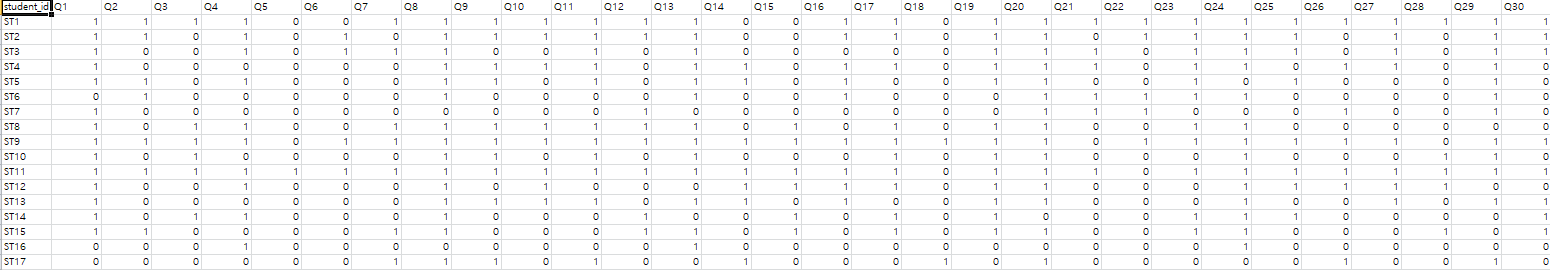 student_id Q1 Q2 Q3 Q4 Q5 Q6 Q7 Q8 Q9 Q10 Q11 Q12 Q13 Q14 Q15 Q16 Q17 Q18 Q19 Q20 Q21 Q22 Q23 Q24 Q25 Q26 Q27 Q28 Q29 Q30
ST1 1 1 1 1 0 0 1 1 1 1 1 1 1 0 0 1 1 0 1 1 1 1 1 1 1 1 1 1 1 1
ST2 1 1 0 1 0 1 0 1 1 1 1 1 1 0 0 1 1 0 1 1 0 1 1 1 1 0 1 0 1 1
ST3 1 0 0 1 0 1 1 1 0 0 1 0 1 0 0 0 0 0 1 1 1 0 1 1 1 0 1 0 1 1
ST4 1 0 0 0 0 0 0 1 1 1 1 0 1 1 0 1 1 0 1 1 0 1 1 1 0 1 1 0 1 0
ST5 1 1 0 1 0 0 0 1 1 0 1 0 1 1 0 1 0 0 1 1 0 0 1 0 1 0 0 0 1 0
ST6 0 1 0 0 0 0 0 1 0 0 0 0 1 0 0 1 0 0 0 1 1 1 1 1 0 0 0 0 1 0
ST7 1 0 0 0 0 0 0 0 0 0 0 1 0 0 0 0 0 0 0 1 1 1 0 0 0 1 0 0 0 1
ST8 1 0 1 1 0 0 1 1 1 1 1 1 1 0 1 0 1 0 1 1 0 0 1 1 0 0 0 0 0 0
ST9 1 1 1 1 0 1 1 1 1 1 1 1 1 0 1 1 1 0 1 1 0 1 1 1 1 1 1 0 1 1
ST10 1 0 1 0 0 0 0 1 1 0 1 0 1 0 0 0 1 0 1 1 0 0 0 1 0 0 0 1 1 0
ST11 1 1 1 1 1 1 1 1 1 1 1 1 1 1 1 1 1 0 1 1 1 0 1 1 1 1 1 1 1 1
ST12 1 0 0 1 0 0 0 1 0 1 0 0 0 1 1 1 1 0 1 1 0 0 0 1 1 1 1 1 0 0
ST13 1 0 0 0 0 0 0 1 1 1 1 0 1 1 0 1 0 0 1 1 0 0 0 1 1 0 1 0 1 1
ST14 1 0 1 1 0 0 0 1 0 0 0 1 0 0 1 0 1 0 1 0 0 0 1 1 1 0 0 0 0 1
ST15 1 1 0 0 0 0 1 1 0 0 0 1 1 0 1 0 1 0 1 1 0 0 0 1 0 0 0 1 0 1
ST16 0 0 0 1 0 0 0 0 0 0 0 0 1 0 0 0 0 0 0 0 0 0 0 1 0 0 0 0 0 0
ST17 0 0 0 0 0 0 1 1 1 0 1 0 0 1 0 0 0 1 0 1 0 0 0 0 0 1 0 0 1 0